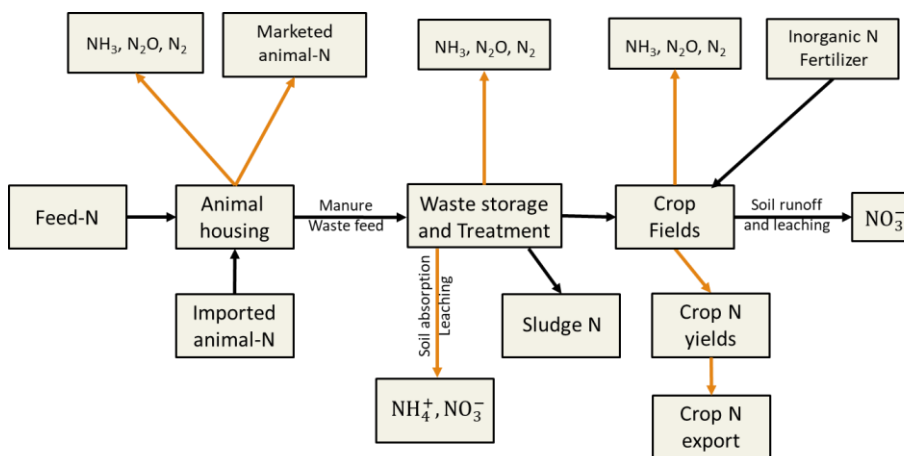 NH₃, N₂O, N₂
Marketed
animal-N
NH₃, N₂O, N₂
NH₃, N₂O, N₂
Inorganic N
Fertilizer
Feed-N
Animal
housing
Manure
Waste feed
Waste storage
and Treatment
Crop
Fields
Soil runoff
and leaching
NO₃⁻
Imported
animal-N
Soil absorption
Leaching
Sludge N
Crop N
yields
NH₄⁺, NO₃⁻
Crop N
export